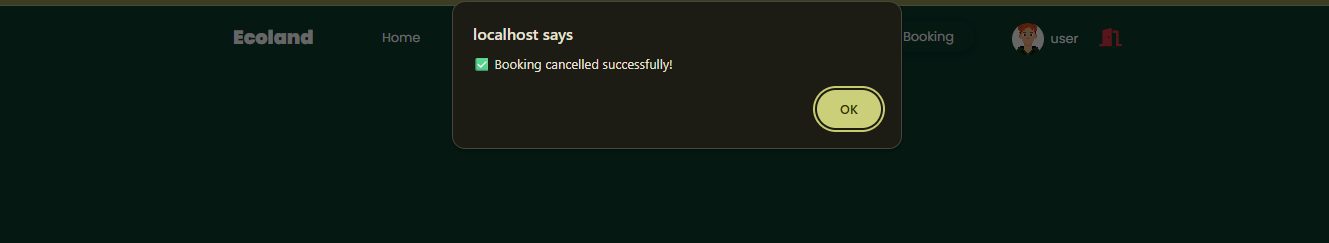 Ecoland
Home
localhost says
✅ Booking cancelled successfully!
OK
Booking
user